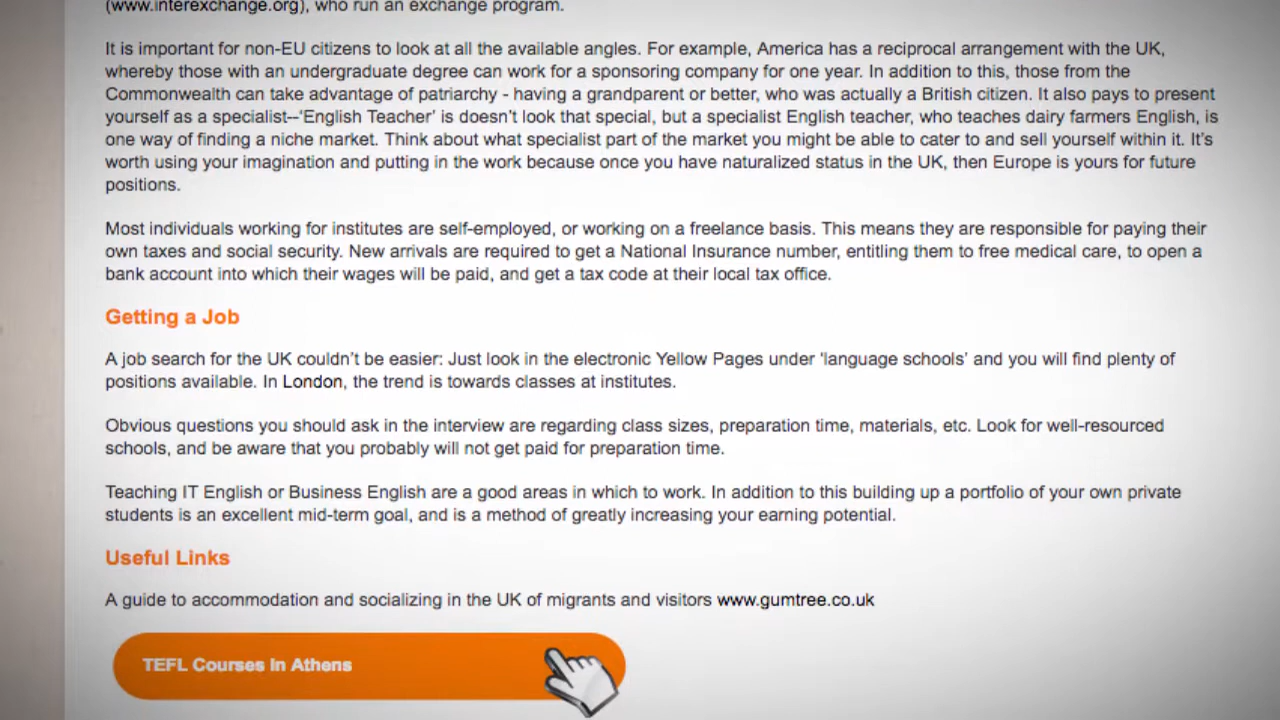 (www.interexchange.org), who run an exchange program.
It is important for non-EU citizens to look at all the available angles. For example, America has a reciprocal arrangement with the UK,
whereby those with an undergraduate degree can work for a sponsoring company for one year. In addition to this, those from the
Commonwealth can take advantage of patriarchy - having a grandparent or better, who was actually a British citizen. It also pays to present
yourself as a specialist--‘English Teacher’ is doesn’t look that special, but a specialist English teacher, who teaches dairy farmers English, is
one way of finding a niche market. Think about what specialist part of the market you might be able to cater to and sell yourself within it. It’s
worth using your imagination and putting in the work because once you have naturalized status in the UK, then Europe is yours for future
positions.
Most individuals working for institutes are self-employed, or working on a freelance basis. This means they are responsible for paying their
own taxes and social security. New arrivals are required to get a National Insurance number, entitling them to free medical care, to open a
bank account into which their wages will be paid, and get a tax code at their local tax office.
Getting a Job
A job search for the UK couldn’t be easier: Just look in the electronic Yellow Pages under ‘language schools’ and you will find plenty of
positions available. In London, the trend is towards classes at institutes.
Obvious questions you should ask in the interview are regarding class sizes, preparation time, materials, etc. Look for well-resourced
schools, and be aware that you probably will not get paid for preparation time.
Teaching IT English or Business English are a good areas in which to work. In addition to this building up a portfolio of your own private
students is an excellent mid-term goal, and is a method of greatly increasing your earning potential.
Useful Links
A guide to accommodation and socializing in the UK of migrants and visitors www.gumtree.co.uk
TEFL Courses In Athens